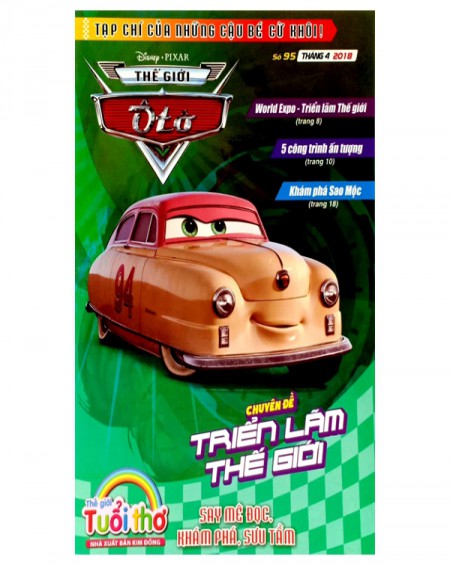 TẠP CHÍ CỦA NHỮNG CẬU BÉ CỪ KHÔI!
Disney · PIXAR
THẾ GIỚI
Ô tô
SỐ 95 THÁNG 4 2018
World Expo - Triển lãm Thế giới
(trang 8)
5 công trình ấn tượng
(trang 10)
Khám phá Sao Mộc
(trang 18)
94
CHUYÊN ĐỀ
TRIỂN LÃM
THẾ GIỚI
Thế giới
Tuổi thơ
NHÀ XUẤT BẢN KIM ĐỒNG
SAY MÊ ĐỌC,
KHÁM PHÁ, SƯU TẦM